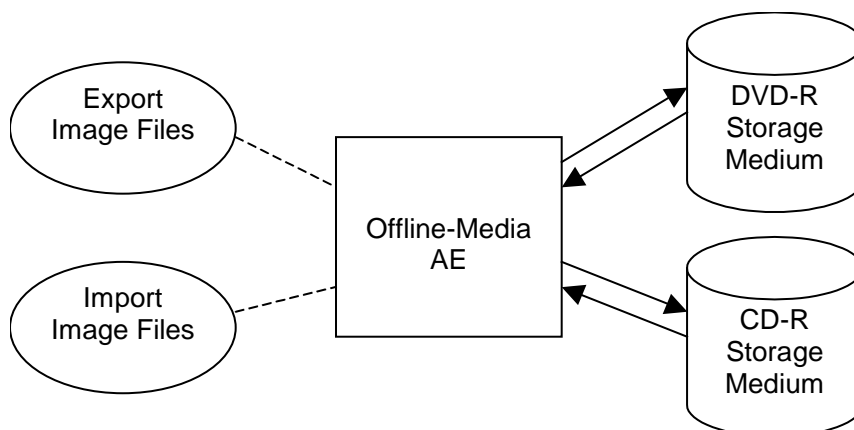 Export
Image Files
Import
Image Files
Offline-Media
AE
DVD-R
Storage
Medium
CD-R
Storage
Medium